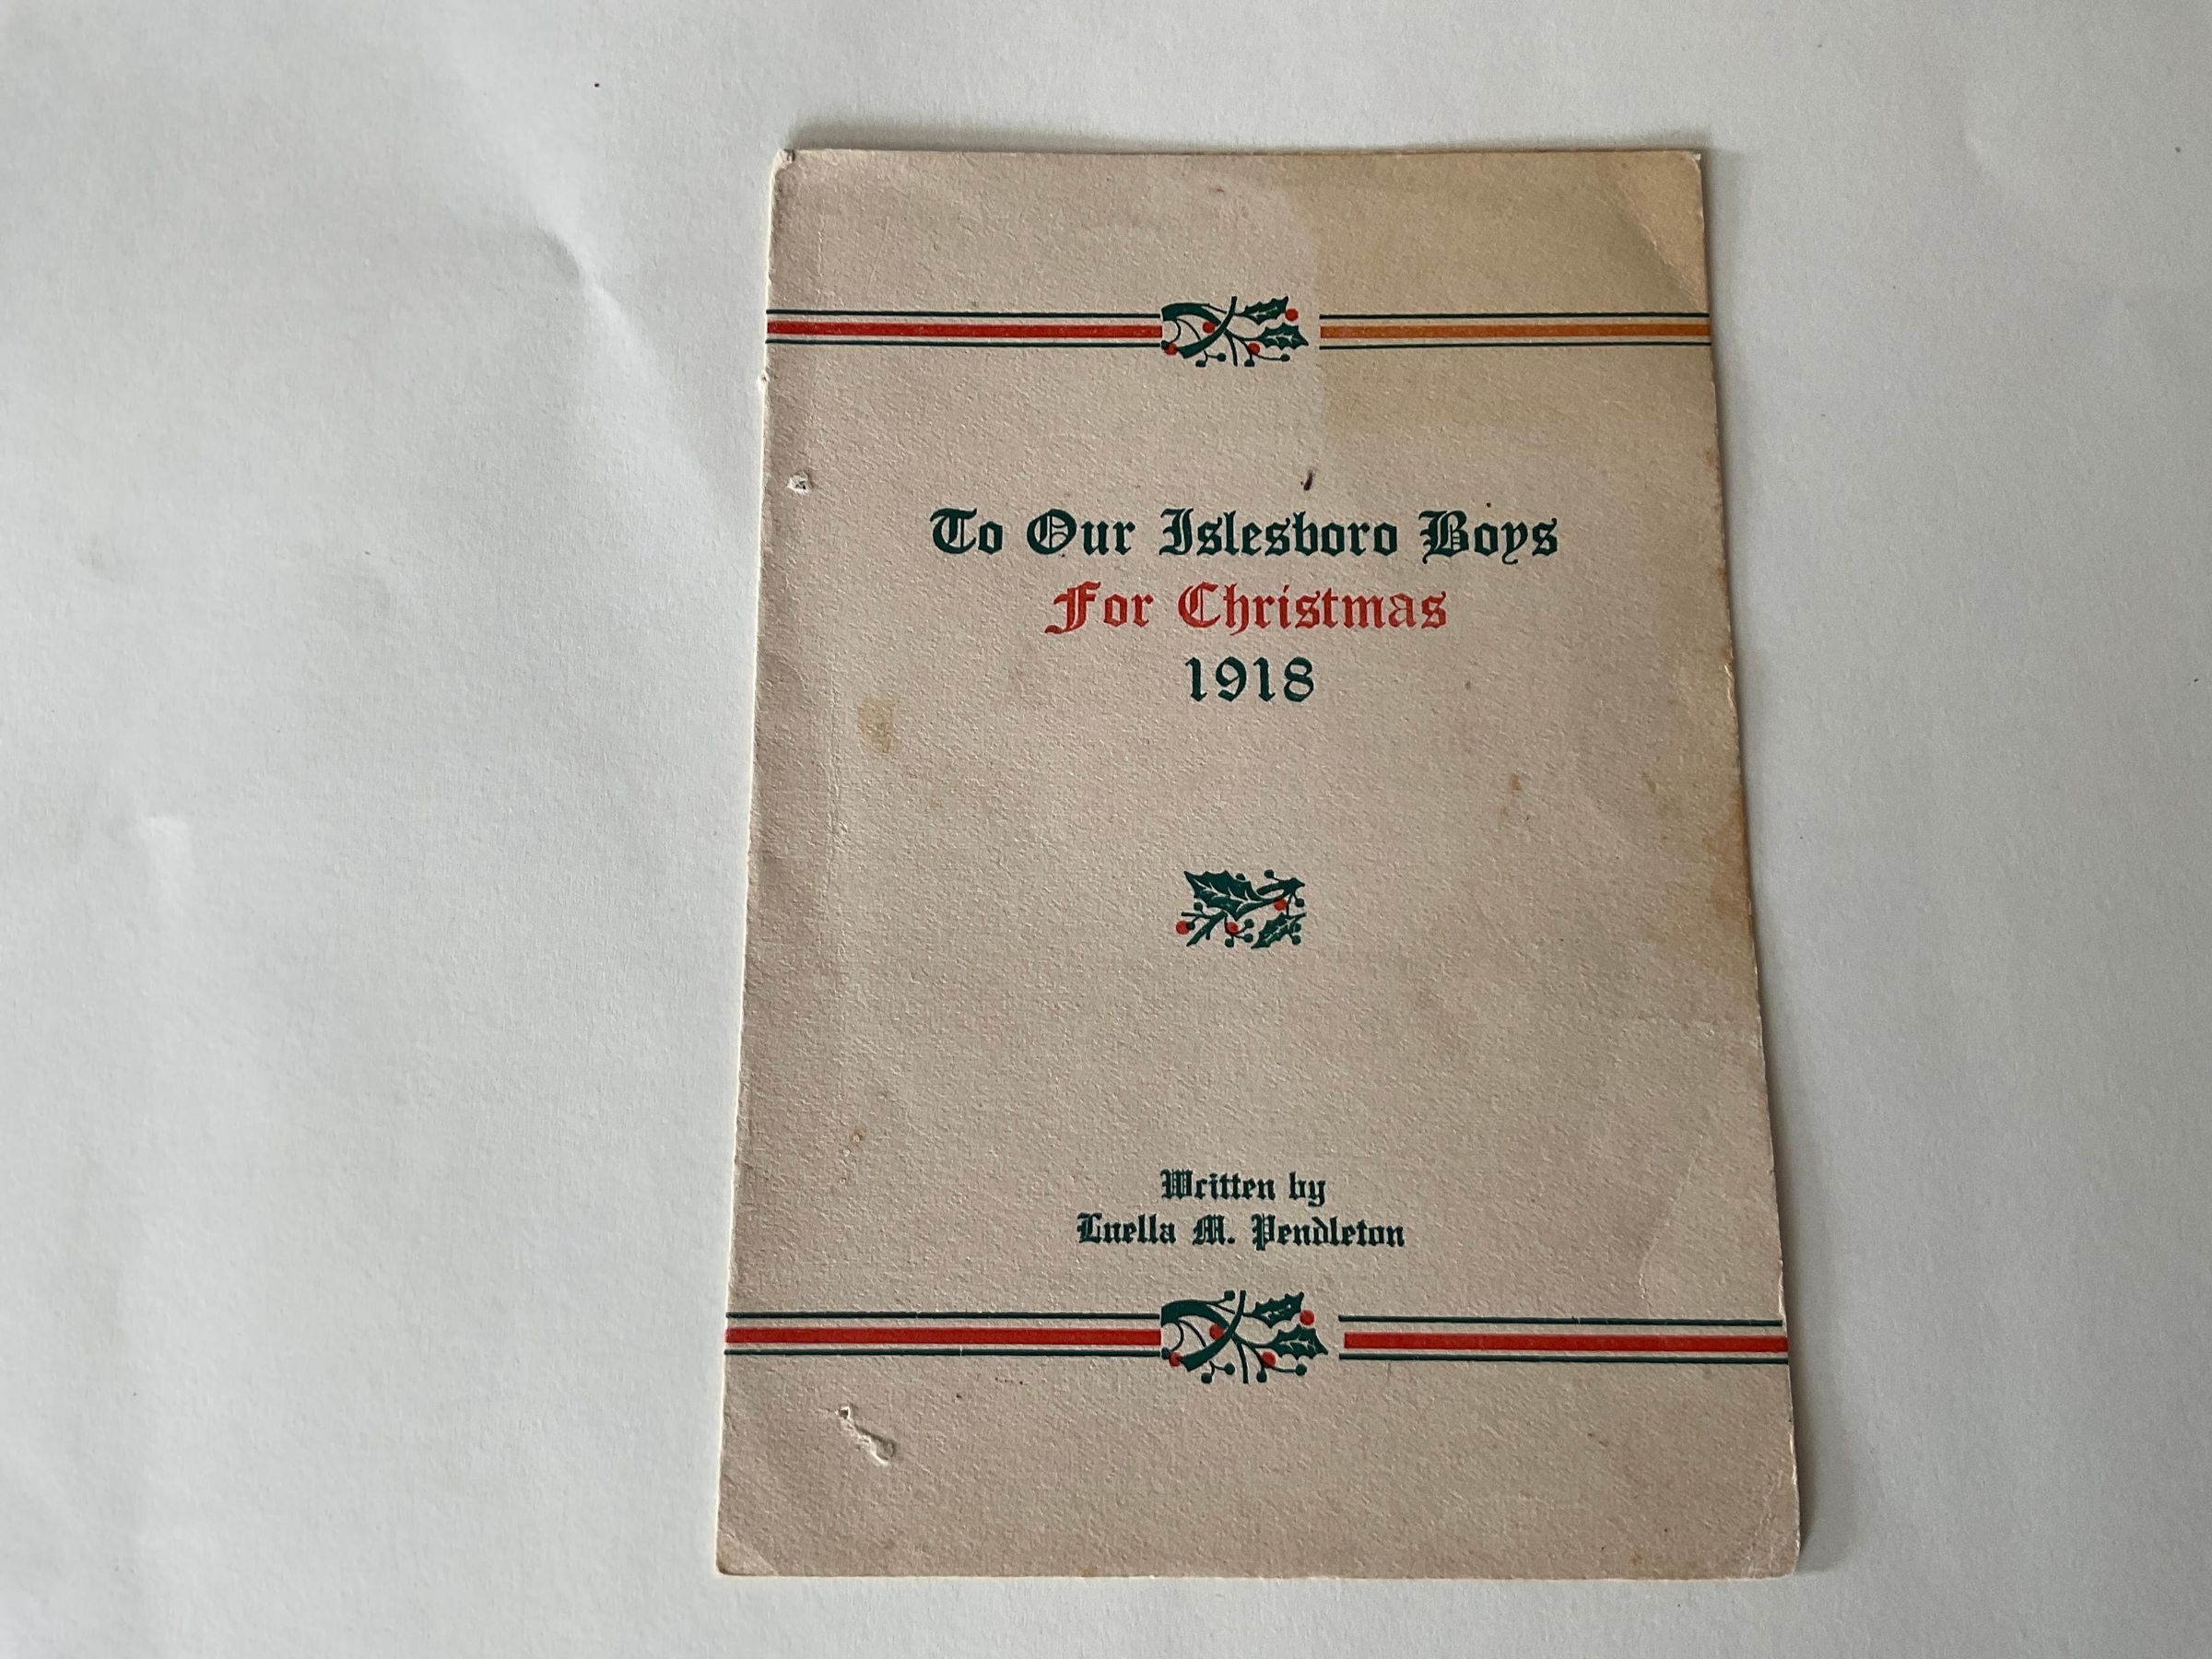 To Our Islesboro Boys
For Christmas
1918
Written by
Luella M. Pendleton